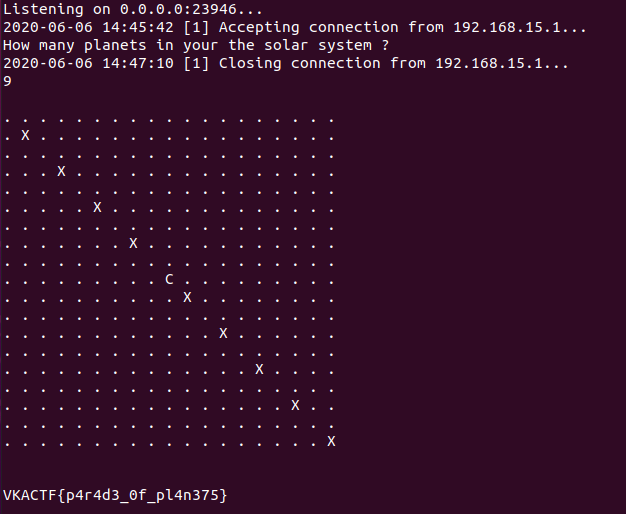 Listening on 0.0.0.0:23946...
2020-06-06 14:45:42 [1] Accepting connection from 192.168.15.1...
How many planets in your the solar system ?
2020-06-06 14:47:10 [1] Closing connection from 192.168.15.1...
9
. . . . . . . . . . . . . . . . . . .
. X . . . . . . . . . . . . . . . . .
. . . . . . . . . . . . . . . . . . .
. . . X . . . . . . . . . . . . . . .
. . . . . . . . . . . . . . . . . . .
. . . . . X . . . . . . . . . . . . .
. . . . . . . . . . . . . . . . . . .
. . . . . . . X . . . . . . . . . . .
. . . . . . . . . . . . . . . . . . .
. . . . . . . . . C . . . . . . . . .
. . . . . . . . . . X . . . . . . . .
. . . . . . . . . . . . . . . . . . .
. . . . . . . . . . . . X . . . . . .
. . . . . . . . . . . . . . . . . . .
. . . . . . . . . . . . . . X . . . .
. . . . . . . . . . . . . . . . . . .
. . . . . . . . . . . . . . . . X . .
. . . . . . . . . . . . . . . . . . .
. . . . . . . . . . . . . . . . . . X
VKACTF{p4r4d3_0f_pl4n375}